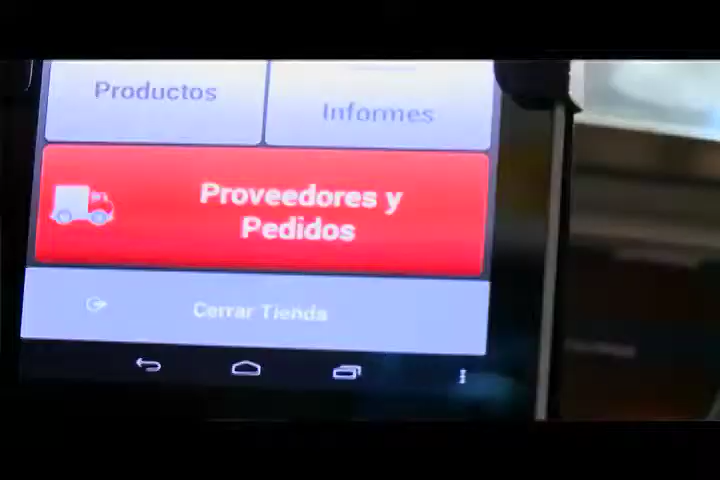 Productos
Informes
Proveedores y
Pedidos
Cerrar Tienda